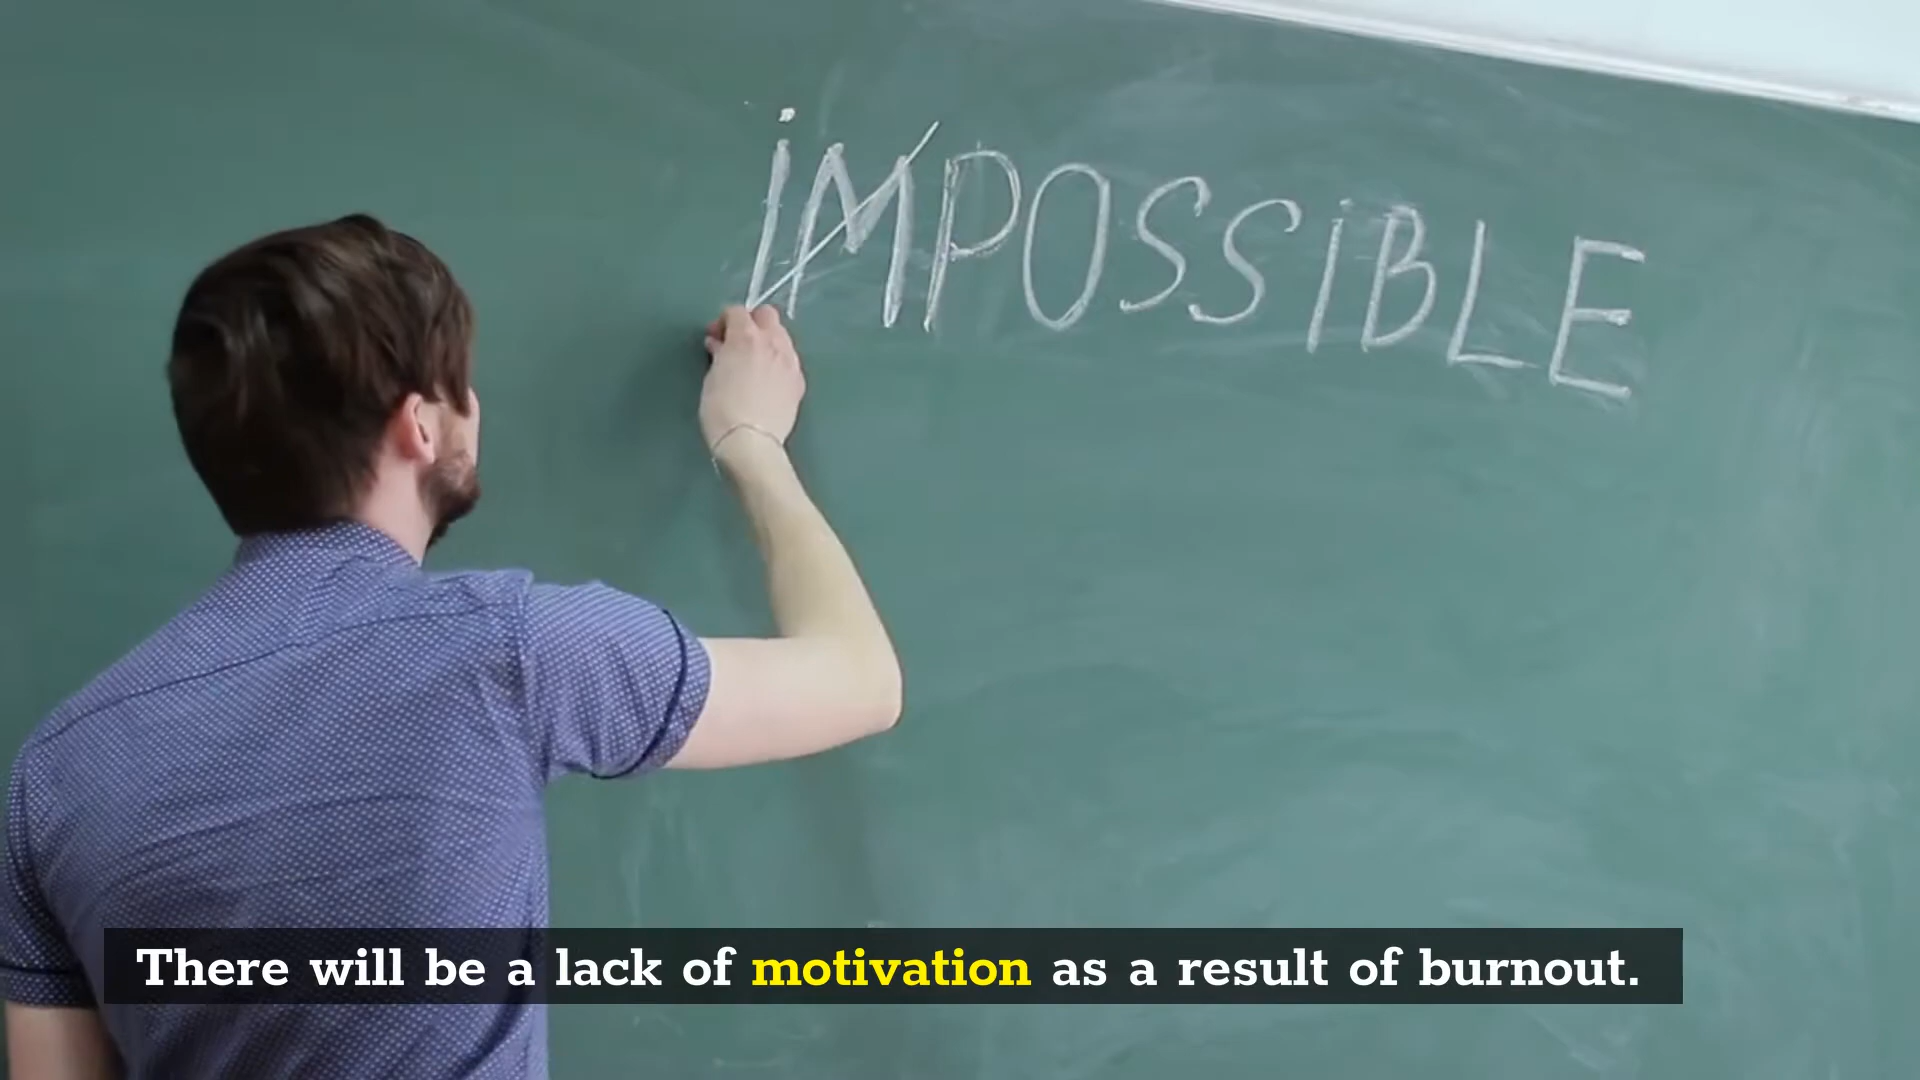 iMPOSSiBLE
There will be a lack of motivation as a result of burnout.